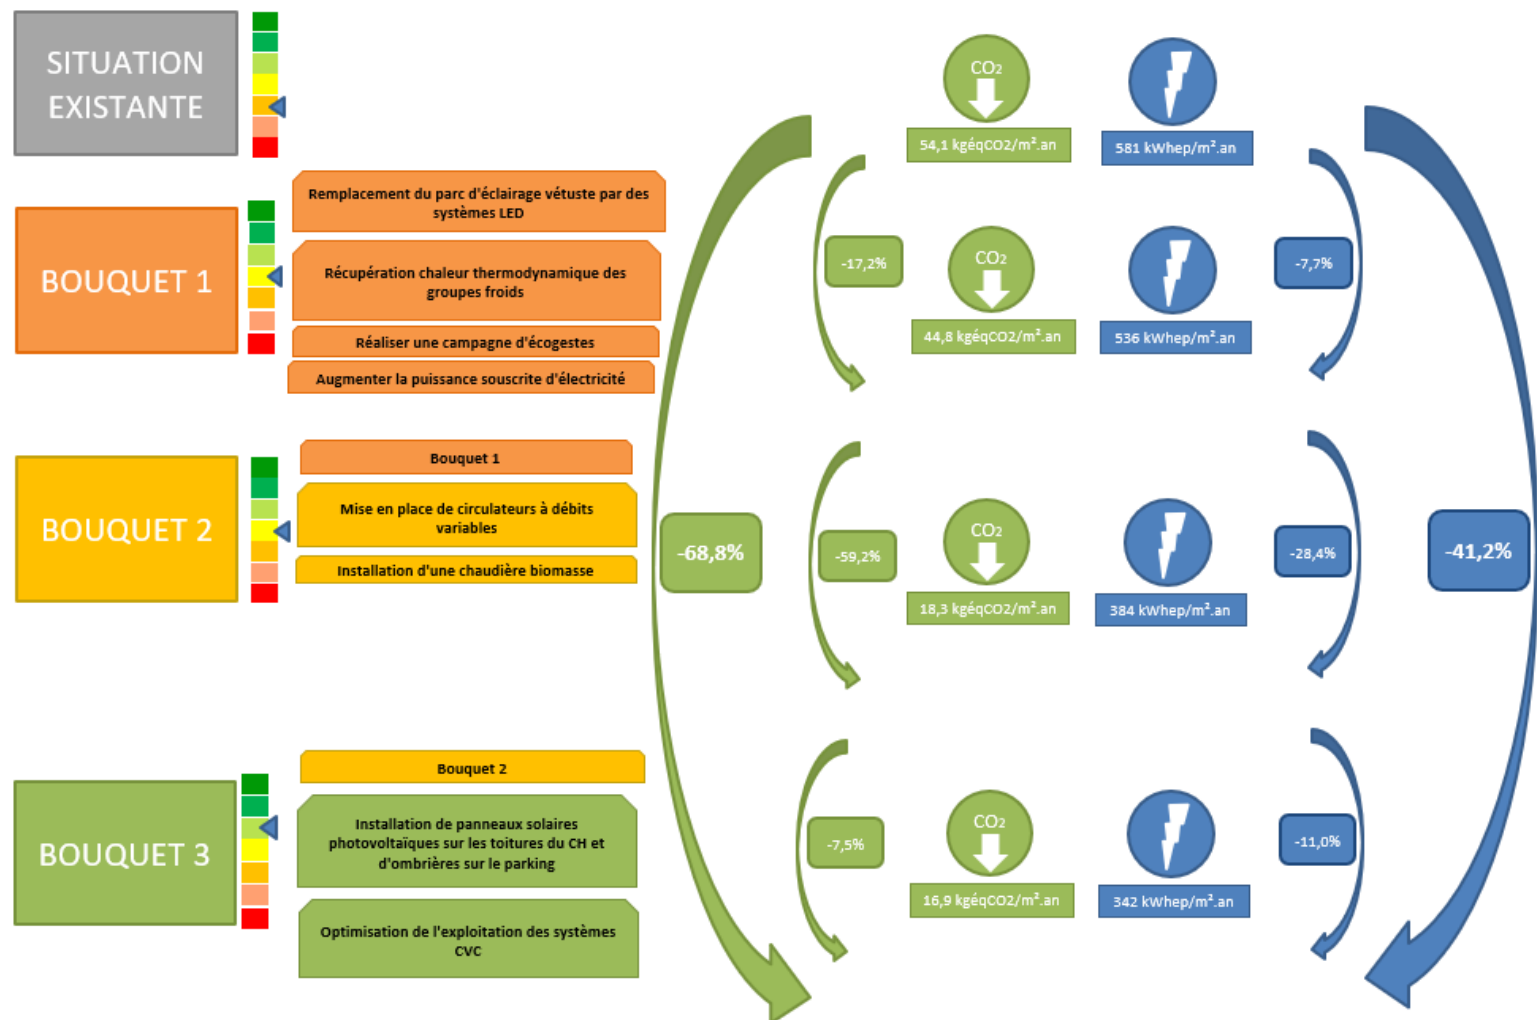 SITUATION
EXISTANTE
CO2
54,1 kgéqCO2/m².an
581 kWhep/m².an
BOUQUET 1
Remplacement du parc d'éclairage vétuste par des
systèmes LED
Récupération chaleur thermodynamique des
groupes froids
Réaliser une campagne d'écogestes
Augmenter la puissance souscrite d'électricité
-17,2%
CO2
44,8 kgéqCO2/m².an
536 kWhep/m².an
-7,7%
BOUQUET 2
Bouquet 1
Mise en place de circulateurs à débits
variables
Installation d'une chaudière biomasse
-68,8%
-59,2%
CO2
18,3 kgéqCO2/m².an
384 kWhep/m².an
-28,4%
-41,2%
BOUQUET 3
Bouquet 2
Installation de panneaux solaires
photovoltaïques sur les toitures du CH et
d'ombrières sur le parking
Optimisation de l'exploitation des systèmes
CVC
-7,5%
CO2
16,9 kgéqCO2/m².an
342 kWhep/m².an
-11,0%